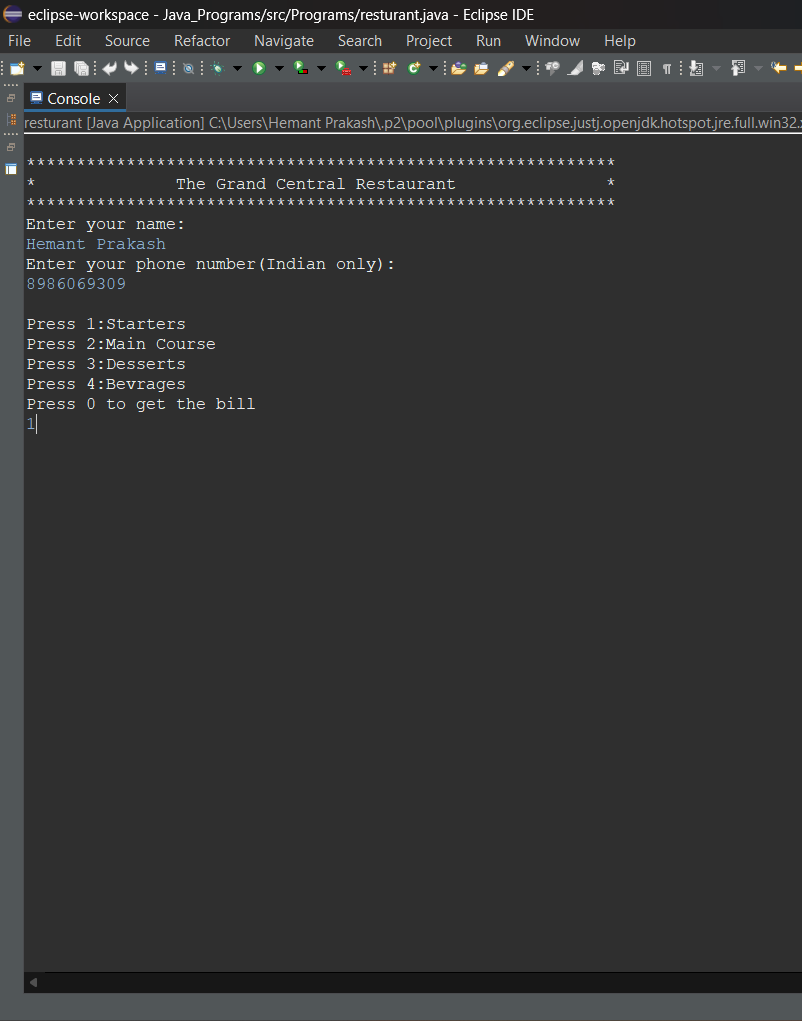 eclipse-workspace - Java_Programs/src/Programs/resturant.java - Eclipse IDE
File Edit Source Refactor Navigate Search Project Run Window Help
Console
resturant [Java Application] C:\Users\Hemant Prakash\.p2\pool\plugins\org.eclipse.justj.openjdk.hotspot.jre.full.win32.
***********************************************************
* The Grand Central Restaurant *
***********************************************************
Enter your name:
Hemant Prakash
Enter your phone number(Indian only):
8986069309
Press 1:Starters
Press 2:Main Course
Press 3:Desserts
Press 4:Bevrages
Press 0 to get the bill
1